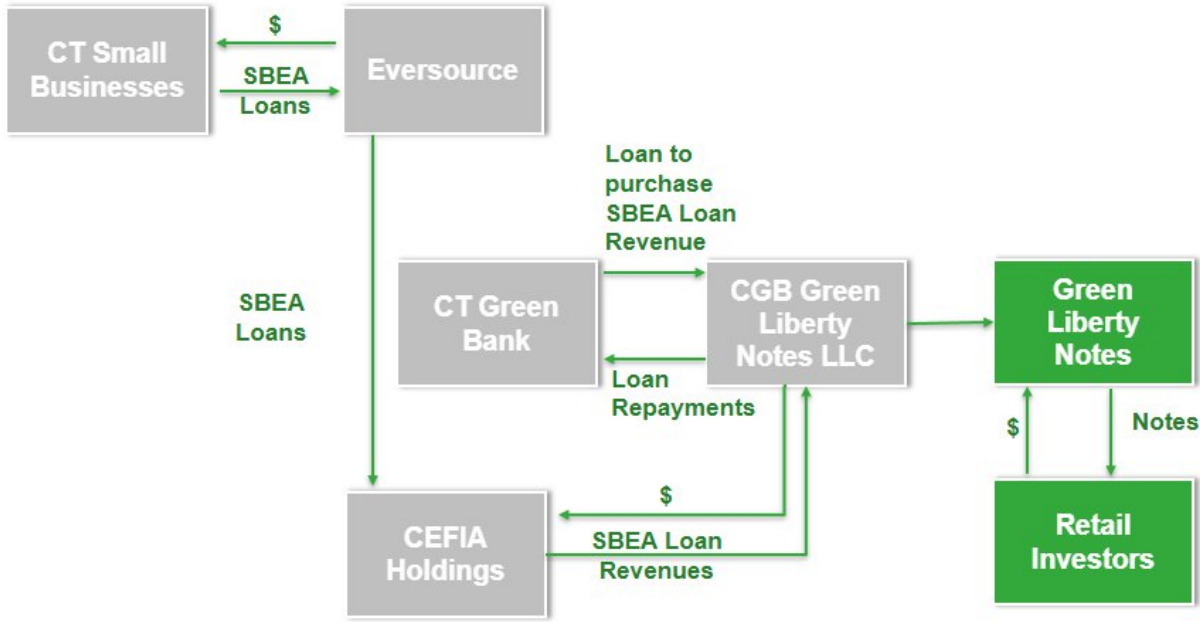 CT Small
Businesses
$
SBEA
Loans
Eversource
Loan to
purchase
SBEA Loan
Revenue
SBEA
Loans
CT Green
Bank
CGB Green
Liberty
Notes LLC
Green
Liberty
Notes
Loan
Repayments
$
Notes
$
CEFIA
Holdings
SBEA Loan
Revenues
Retail
Investors